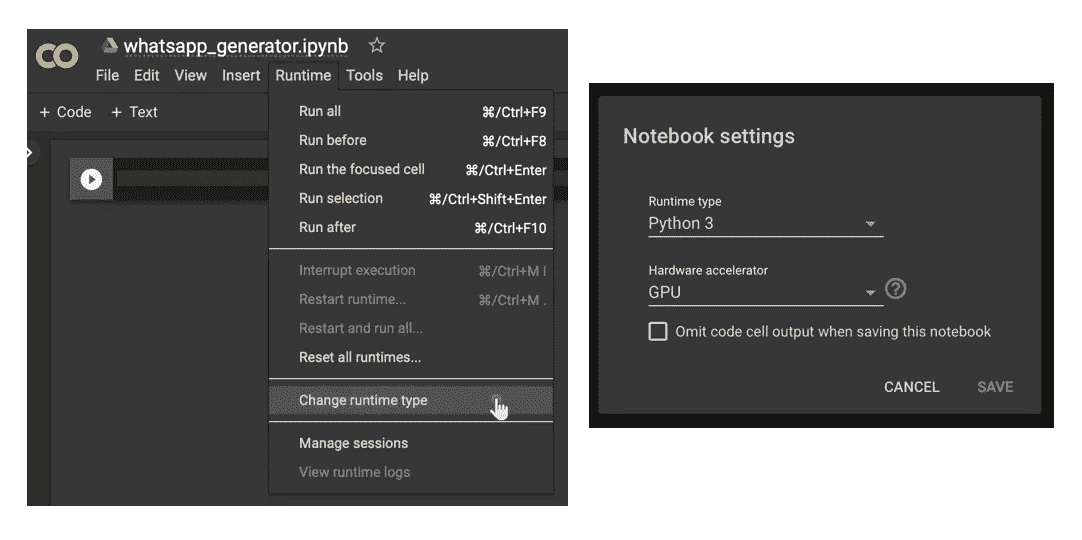 CO
whatsapp_generator.ipynb
File Edit View Insert Runtime Tools Help
+ Code + Text
Run all ⌘/Ctrl+F9
Run before ⌘/Ctrl+F8
Run the focused cell ⌘/Ctrl+Enter
Run selection ⌘/Ctrl+Shift+Enter
Run after ⌘/Ctrl+F10
Interrupt execution ⌘/Ctrl+M I
Restart runtime... ⌘/Ctrl+M .
Restart and run all...
Reset all runtimes...
Change runtime type
Manage sessions
View runtime logs
Notebook settings
Runtime type
Python 3
Hardware accelerator
GPU ?
Omit code cell output when saving this notebook
CANCEL SAVE